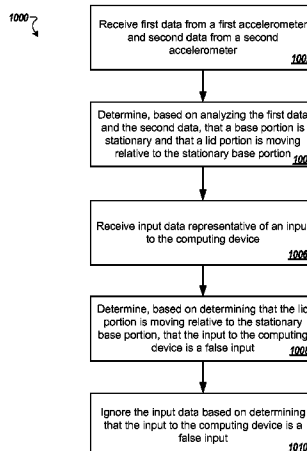 1000
Receive first data from a first accelerometer
and second data from a second
accelerometer
Determine, based on analyzing the first data
and the second data, that a base portion is
stationary and that a lid portion is moving
relative to the stationary base portion
Receive input data representative of an input
to the computing device
1006
Determine, based on determining that the lid
portion is moving relative to the stationary
base portion, that the input to the computing
device is a false input
1008
Ignore the input data based on determining
that the input to the computing device is a
false input
1010